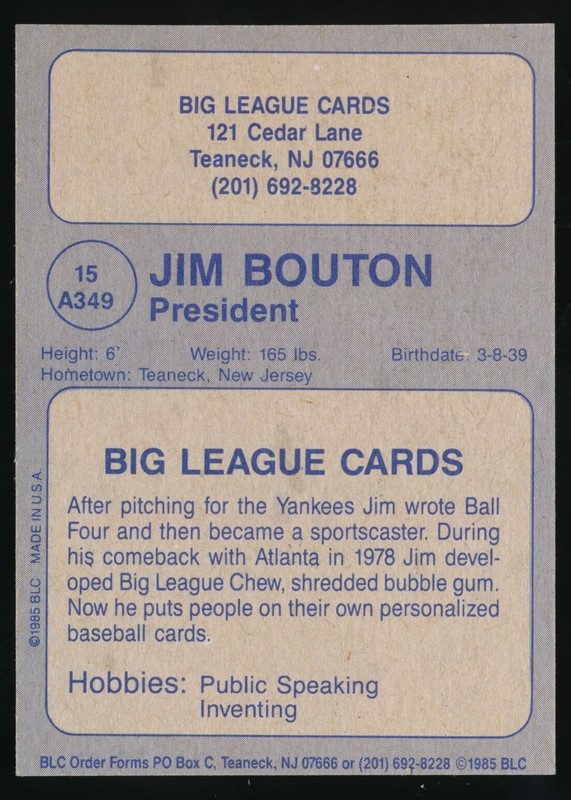 BIG LEAGUE CARDS
121 Cedar Lane
Teaneck, NJ 07666
(201) 692-8228
15
A349
JIM BOUTON
President
Height: 6' Weight: 165 lbs. Birthdate: 3-8-39
Hometown: Teaneck, New Jersey
BIG LEAGUE CARDS
After pitching for the Yankees Jim wrote Ball
Four and then became a sportscaster. During
his comeback with Atlanta in 1978 Jim devel-
oped Big League Chew, shredded bubble gum.
Now he puts people on their own personalized
baseball cards.
Hobbies: Public Speaking
Inventing
©1985 BLC MADE IN U.S.A.
BLC Order Forms PO Box C, Teaneck, NJ 07666 or (201) 692-8228 ©1985 BLC